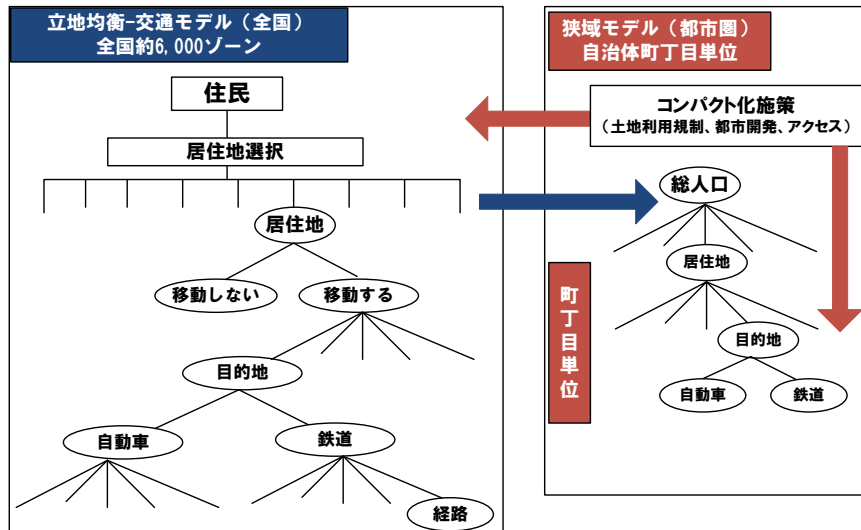 立地均衡-交通モデル（全国）
全国約6,000ゾーン
住民
居住地選択
居住地
移動しない
移動する
目的地
自動車
鉄道
経路
狭域モデル（都市圏）
自治体町丁目単位
コンパクト化施策
（土地利用規制、都市開発、アクセス）
総人口
居住地
町丁目単位
目的地
自動車
鉄道